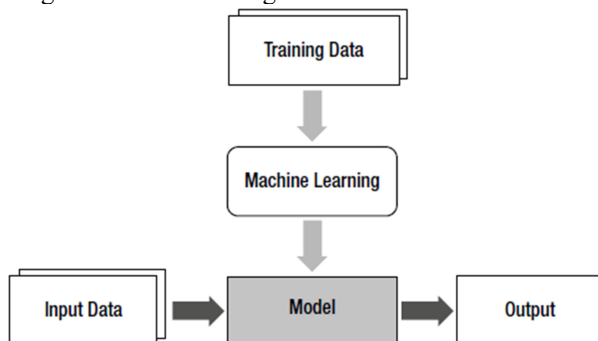 Training Data
Machine Learning
Input Data
Model
Output